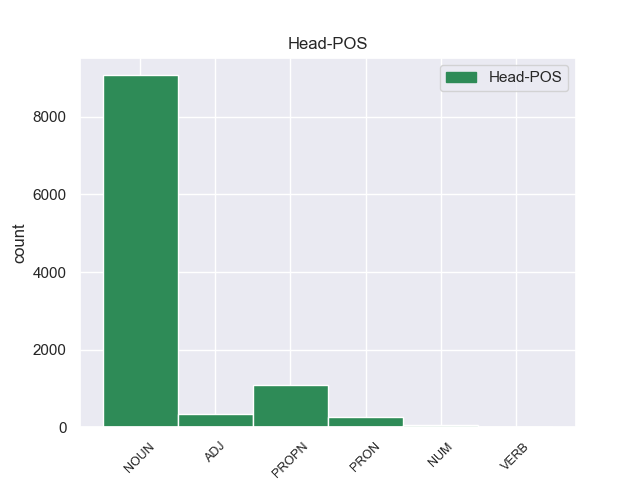 Head-POS
Head-POS
8000
6000
4000
2000
0
count
NOUN
ADJ
PROPN
PRON
NUM
VERB